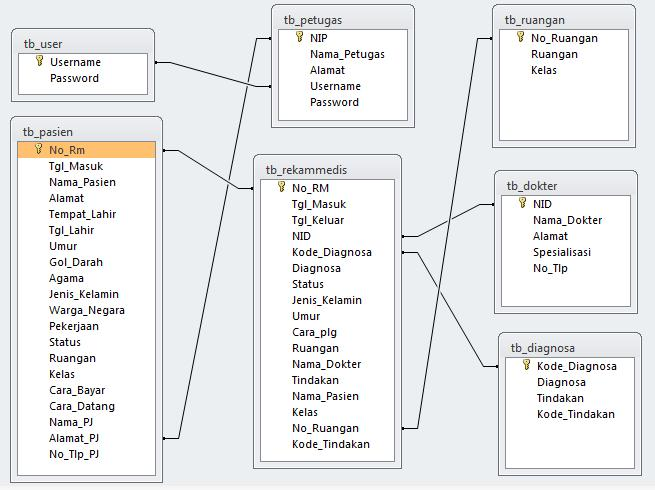 tb_user
Username
Password
tb_petugas
NIP
Nama_Petugas
Alamat
Username
Password
tb_ruangan
No_Ruangan
Ruangan
Kelas
tb_pasien
No_Rm
Tgl_Masuk
Nama_Pasien
Alamat
Tempat_Lahir
Tgl_Lahir
Umur
Gol_Darah
Agama
Jenis_Kelamin
Warga_Negara
Pekerjaan
Status
Ruangan
Kelas
Cara_Bayar
Cara_Datang
Nama_PJ
Alamat_PJ
No_Tlp_PJ
tb_rekammedis
No_RM
Tgl_Masuk
Tgl_Keluar
NID
Kode_Diagnosa
Diagnosa
Status
Jenis_Kelamin
Umur
Cara_plg
Ruangan
Nama_Dokter
Tindakan
Nama_Pasien
Kelas
No_Ruangan
Kode_Tindakan
tb_dokter
NID
Nama_Dokter
Alamat
Spesialisasi
No_Tlp
tb_diagnosa
Kode_Diagnosa
Diagnosa
Tindakan
Kode_Tindakan